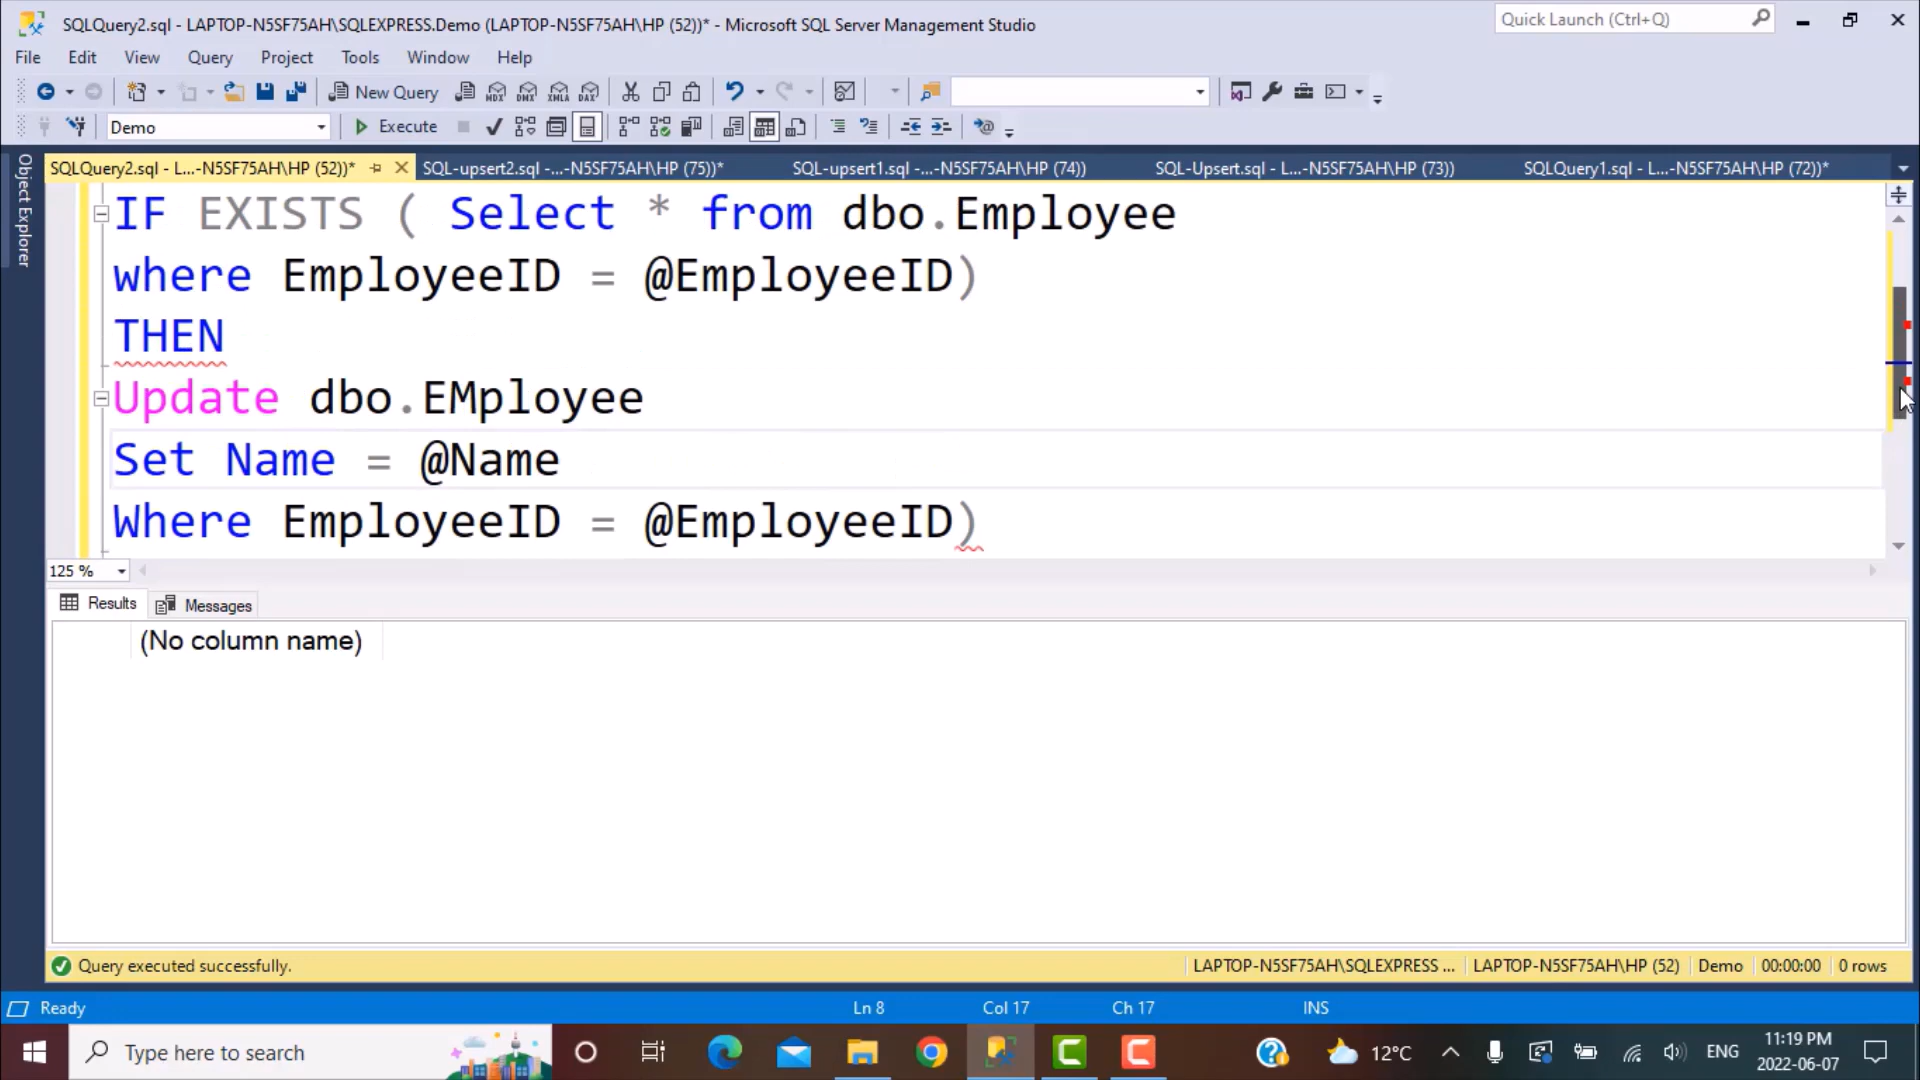 SQLQuery2.sql - LAPTOP-N5SF75AH\SQLEXPRESS.Demo (LAPTOP-N5SF75AH\HP (52))* - Microsoft SQL Server Management Studio
Quick Launch (Ctrl+Q)
File Edit View Query Project Tools Window Help
New Query
MDX DMX XMLA DAX
Demo
Execute
Object Explorer
SQLQuery2.sql - L...-N5SF75AH\HP (52))* SQL-upsert2.sql -...-N5SF75AH\HP (75))* SQL-upsert1.sql -...-N5SF75AH\HP (74)) SQL-Upsert.sql - L...-N5SF75AH\HP (73)) SQLQuery1.sql - L...-N5SF75AH\HP (72))*
IF EXISTS ( Select * from dbo.Employee
where EmployeeID = @EmployeeID)
THEN
Update dbo.EMployee
Set Name = @Name
Where EmployeeID = @EmployeeID)
125 %
Results Messages
(No column name)
Query executed successfully.
LAPTOP-N5SF75AH\SQLEXPRESS ... LAPTOP-N5SF75AH\HP (52) Demo 00:00:00 0 rows
Ready Ln 8 Col 17 Ch 17 INS
Type here to search
12°C
ENG
11:19 PM
2022-06-07